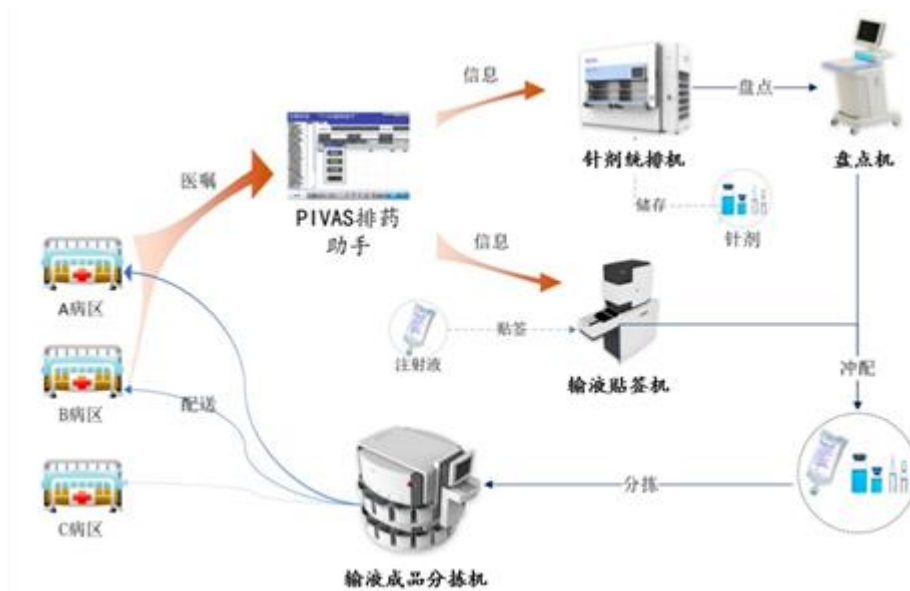 信息
盘点
针剂统排机
盘点机
医嘱
PIVAS排药
助手
储存
针剂
信息
A病区
贴签
注射液
输液贴签机
冲配
B病区
配送
分拣
C病区
输液成品分拣机